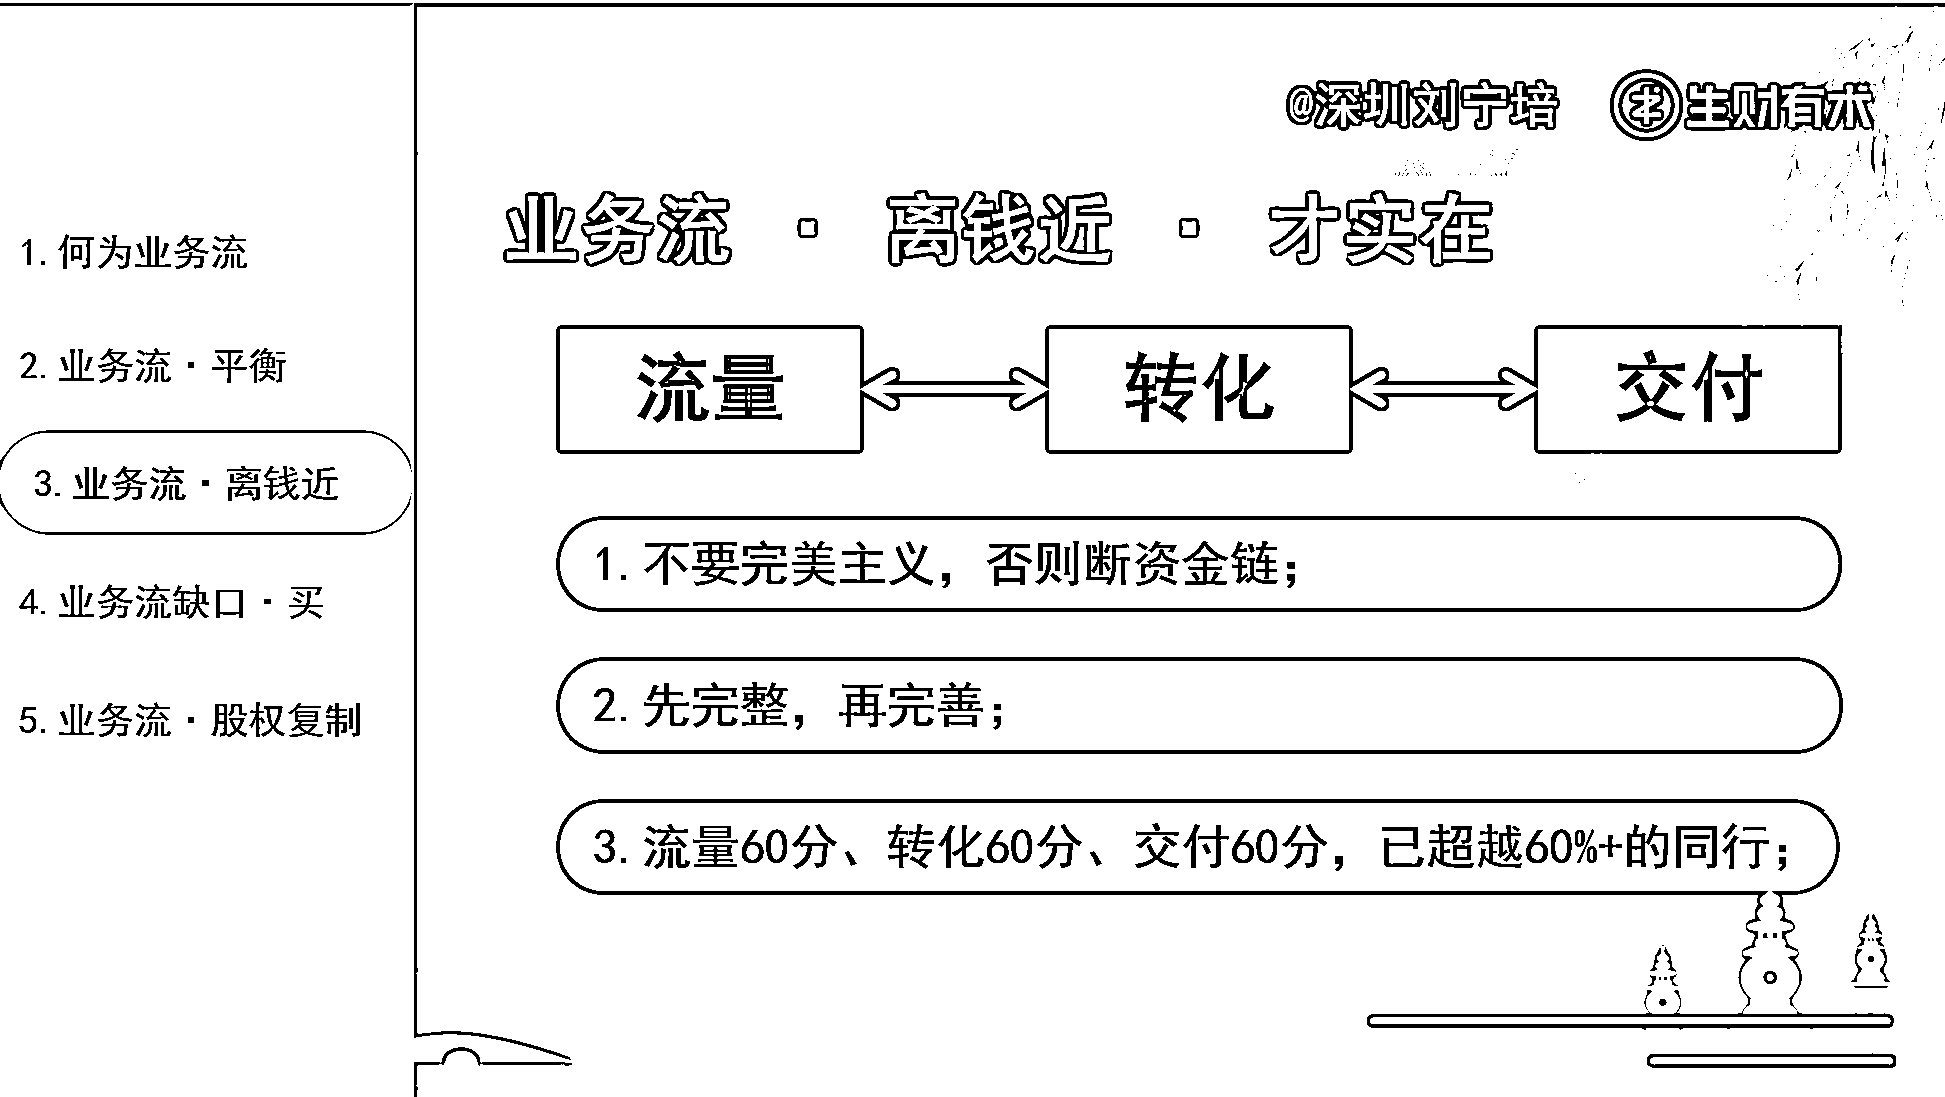 @深圳刘宁培 生财有术
1.何为业务流
2.业务流·平衡
3.业务流·离钱近
4.业务流缺口·买
5.业务流·股权复制
业务流 · 离钱近 · 才实在
流量 转化 交付
1.不要完美主义，否则断资金链；
2.先完整，再完善；
3.流量60分、转化60分、交付60分，已超越60%+的同行；